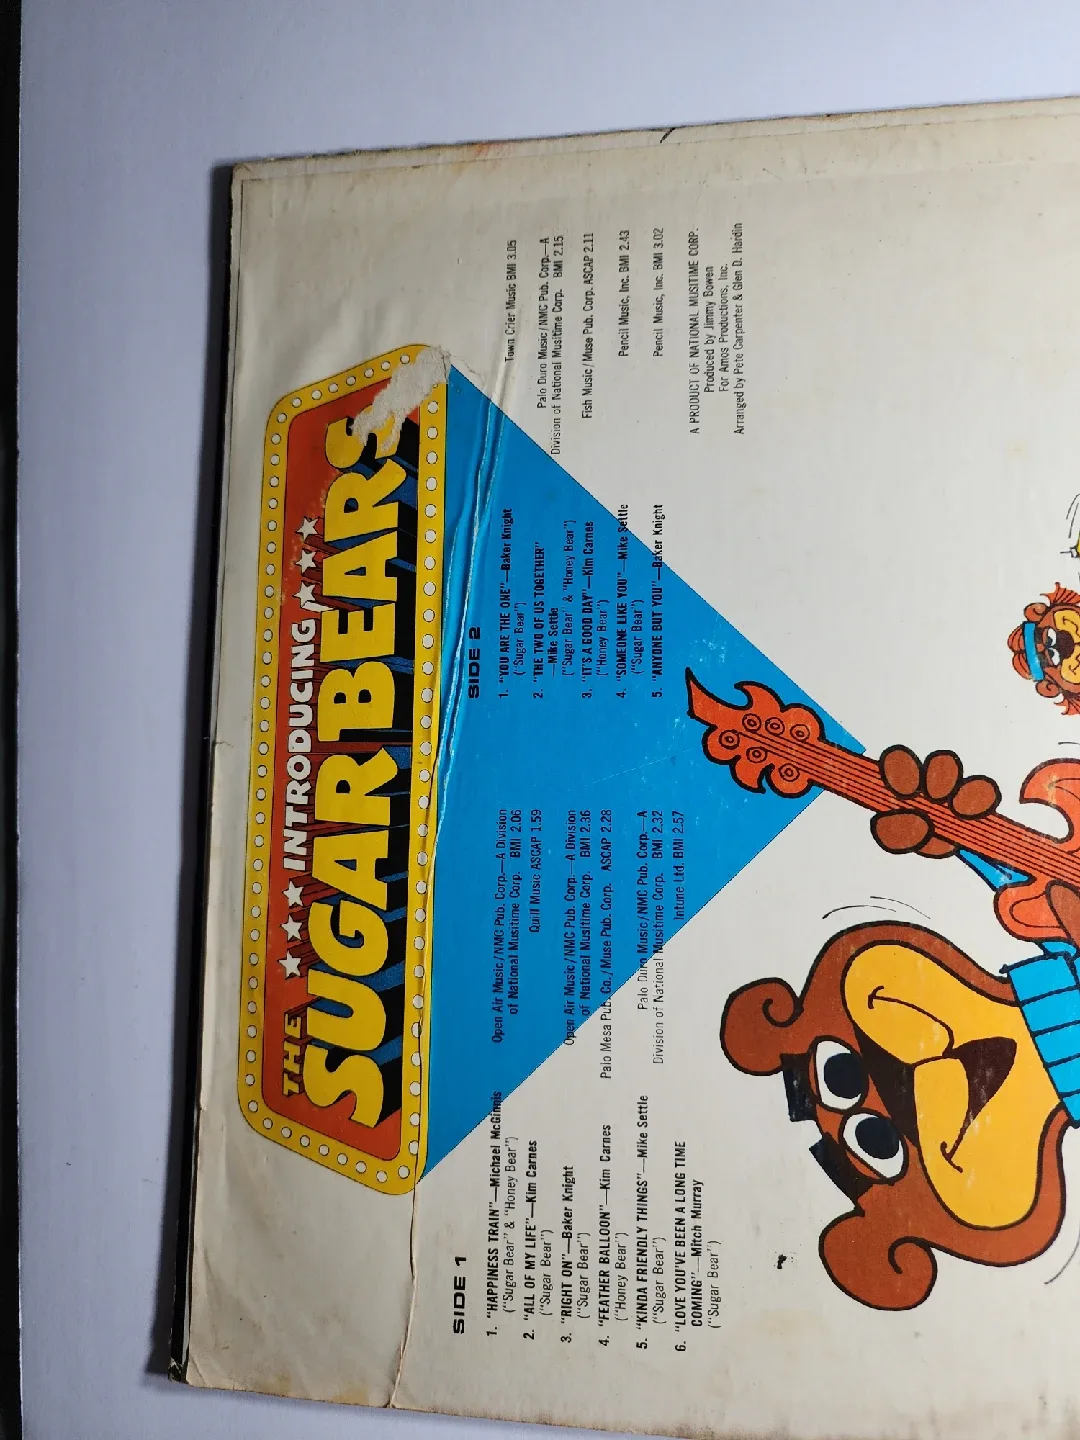 ★★★ INTRODUCING ★★★
THE
SUGAR BEARS
SIDE 1
1. "HAPPINESS TRAIN"—Michael McGinnis
("Sugar Bear" & "Honey Bear")
Open Air Music/NMC Pub. Corp.—A Division
of National Musitime Corp. BMI 2.06
2. "ALL OF MY LIFE"—Kim Carnes
("Sugar Bear")
Quill Music ASCAP 1.59
3. "RIGHT ON"—Baker Knight
("Sugar Bear")
Open Air Music/NMC Pub. Corp.—A Division
of National Musitime Corp. BMI 2.36
4. "FEATHER BALLOON"—Kim Carnes
("Honey Bear")
Palo Mesa Pub. Co./Muse Pub. Corp. ASCAP 2.28
5. "KINDA FRIENDLY THINGS"—Mike Settle
("Sugar Bear")
Palo Duro Music/NMC Pub. Corp.—A
Division of National Musitime Corp. BMI 2.32
6. "LOVE YOU'VE BEEN A LONG TIME
COMING"—Mitch Murray
("Sugar Bear")
Intune Ltd. BMI 2.57
SIDE 2
1. "YOU ARE THE ONE"—Baker Knight
("Sugar Bear")
Town Crier Music BMI 3.05
2. "THE TWO OF US TOGETHER"
—Mike Settle
("Sugar Bear" & "Honey Bear")
Palo Duro Music/NMC Pub. Corp.—A
Division of National Musitime Corp. BMI 2.15
3. "IT'S A GOOD DAY"—Kim Carnes
("Honey Bear")
Fish Music/Muse Pub. Corp. ASCAP 2.11
4. "SOMEONE LIKE YOU"—Mike Settle
("Sugar Bear")
Pencil Music, Inc. BMI 2.43
5. "ANYONE BUT YOU"—Baker Knight
Pencil Music, Inc. BMI 3.02
A PRODUCT OF NATIONAL MUSITIME CORP.
Produced by Jimmy Bowen
For Amos Productions, Inc.
Arranged by Pete Carpenter & Glen D. Hardin